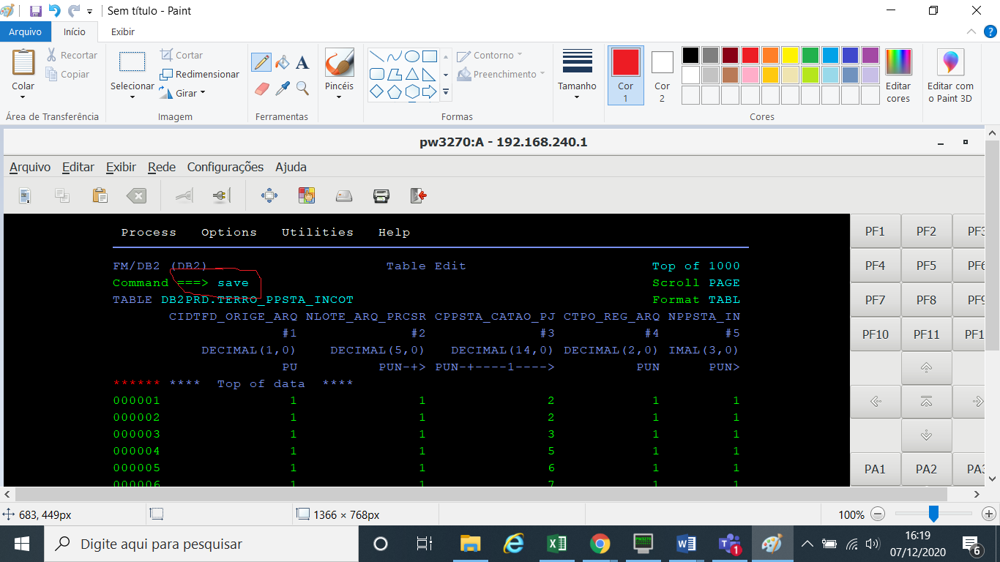 Sem título - Paint
Arquivo Início Exibir
Colar
Recortar
Copiar
Área de Transferência
Selecionar
Cortar
Redimensionar
Girar
Imagem
A
Ferramentas
Pincéis
Contorno
Preenchimento
Formas
Tamanho
Cor 1
Cor 2
Editar cores
Cores
Editar com o Paint 3D
pw3270:A - 192.168.240.1
Arquivo Editar Exibir Rede Configurações Ajuda
Process Options Utilities Help
FM/DB2 (DB2) Table Edit Top of 1000
Command ===> save Scroll PAGE
TABLE DB2PRD.TERRO_PPSTA_INCOT Format TABL
CIDTFD_ORIGE_ARQ NLOTE_ARQ_PRCSR CPPSTA_CATAO_PJ CTPO_REG_ARQ NPPSTA_IN
#1 #2 #3 #4 #5
DECIMAL(1,0) DECIMAL(5,0) DECIMAL(14,0) DECIMAL(2,0) IMAL(3,0)
PU PUN-+> PUN-+----1----> PUN PUN>
****** **** Top of data ****
000001 1 1 2 1 1
000002 1 1 2 1 1
000003 1 1 3 1 1
000004 1 1 5 1 1
000005 1 1 6 1 1
000006 1 1 7 1 1
PF1 PF2 PF3
PF4 PF5 PF6
PF7 PF8 PF9
PF10 PF11 PF1
PA1 PA2 PA3
683, 449px 1366 × 768px 100%
Digite aqui para pesquisar
1
16:19
07/12/2020
6